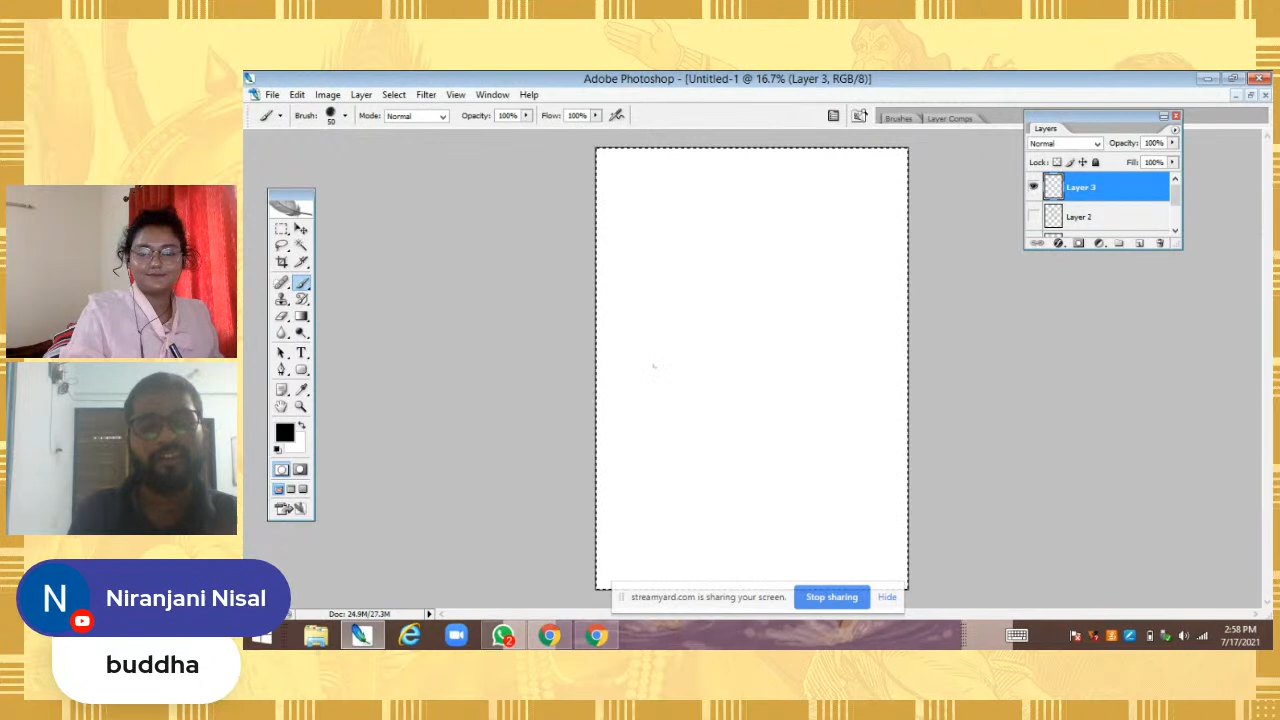 Adobe Photoshop - [Untitled-1 @ 16.7% (Layer 3, RGB/8)]
File Edit Image Layer Select Filter View Window Help
Brush: 50 Mode: Normal Opacity: 100% Flow: 100%
Brushes Layer Comps
Layers
Normal Opacity: 100%
Lock: Fill: 100%
Layer 3
Layer 2
T
streamyard.com is sharing your screen. Stop sharing Hide
Doc: 24.9M/27.3M
2
2:58 PM
7/17/2021
N Niranjani Nisal
buddha